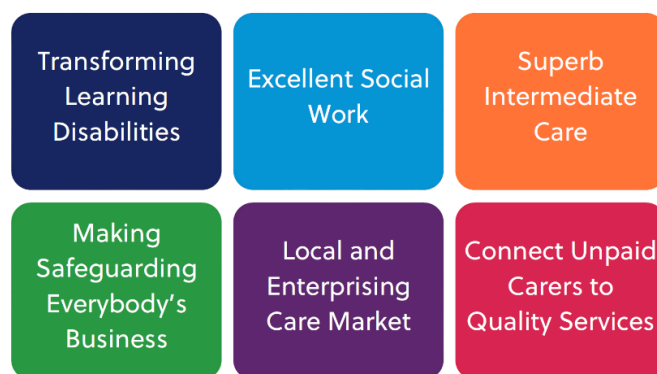 Transforming
Learning
Disabilities
Excellent Social
Work
Superb
Intermediate
Care
Making
Safeguarding
Everybody's
Business
Local and
Enterprising
Care Market
Connect Unpaid
Carers to
Quality Services